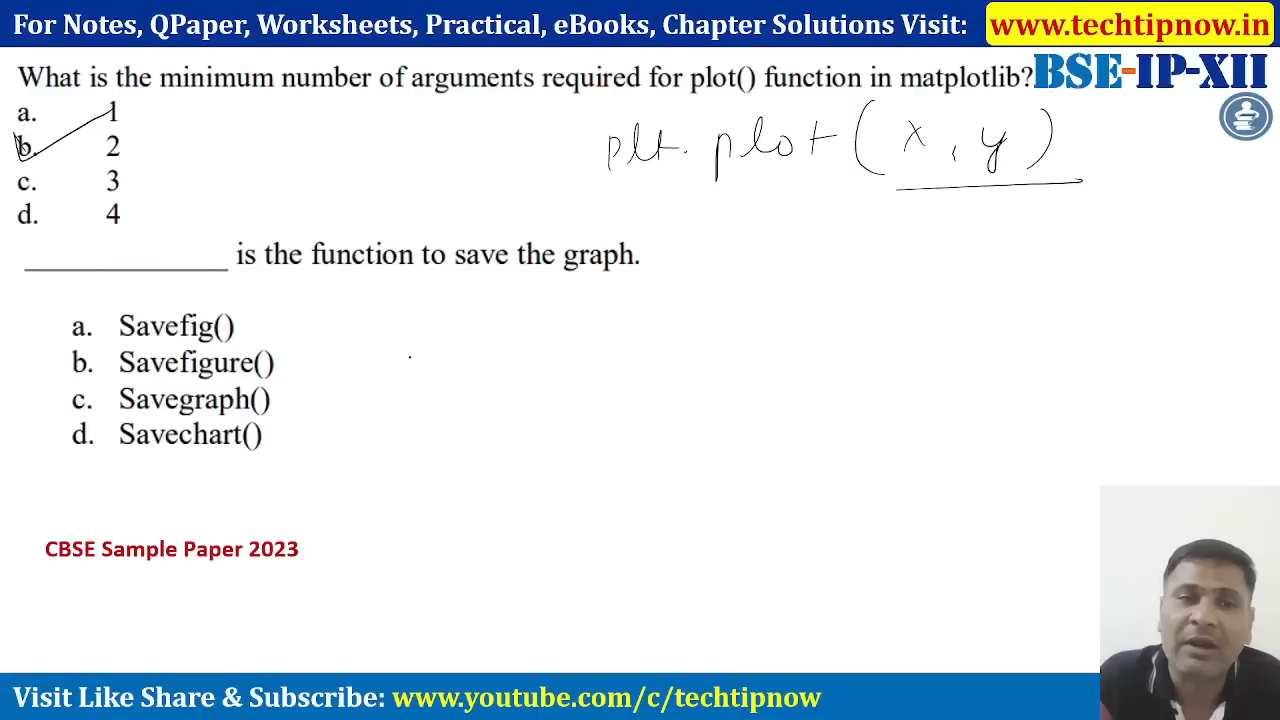 For Notes, QPaper, Worksheets, Practical, eBooks, Chapter Solutions Visit: www.techtipnow.in
What is the minimum number of arguments required for plot() function in matplotlib?
BSE-IP-XII
a. 1
b. 2
c. 3
d. 4
plt. plot (x, y)
____________ is the function to save the graph.
a. Savefig()
b. Savefigure()
c. Savegraph()
d. Savechart()
CBSE Sample Paper 2023
Visit Like Share & Subscribe: www.youtube.com/c/techtipnow